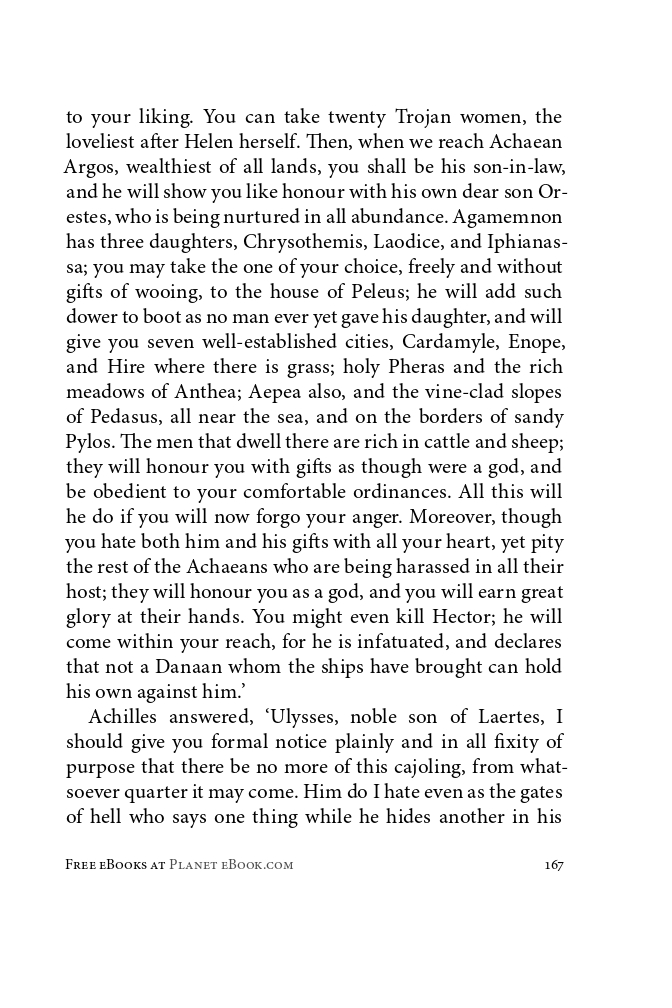 to your liking. You can take twenty Trojan women, the
loveliest after Helen herself. Then, when we reach Achaean
Argos, wealthiest of all lands, you shall be his son-in-law,
and he will show you like honour with his own dear son Or-
estes, who is being nurtured in all abundance. Agamemnon
has three daughters, Chrysothemis, Laodice, and Iphianas-
sa; you may take the one of your choice, freely and without
gifts of wooing, to the house of Peleus; he will add such
dower to boot as no man ever yet gave his daughter, and will
give you seven well-established cities, Cardamyle, Enope,
and Hire where there is grass; holy Pheras and the rich
meadows of Anthea; Aepea also, and the vine-clad slopes
of Pedasus, all near the sea, and on the borders of sandy
Pylos. The men that dwell there are rich in cattle and sheep;
they will honour you with gifts as though were a god, and
be obedient to your comfortable ordinances. All this will
he do if you will now forgo your anger. Moreover, though
you hate both him and his gifts with all your heart, yet pity
the rest of the Achaeans who are being harassed in all their
host; they will honour you as a god, and you will earn great
glory at their hands. You might even kill Hector; he will
come within your reach, for he is infatuated, and declares
that not a Danaan whom the ships have brought can hold
his own against him.’
Achilles answered, ‘Ulysses, noble son of Laertes, I
should give you formal notice plainly and in all fixity of
purpose that there be no more of this cajoling, from what-
soever quarter it may come. Him do I hate even as the gates
of hell who says one thing while he hides another in his
Free eBooks at Planet eBook.com 167